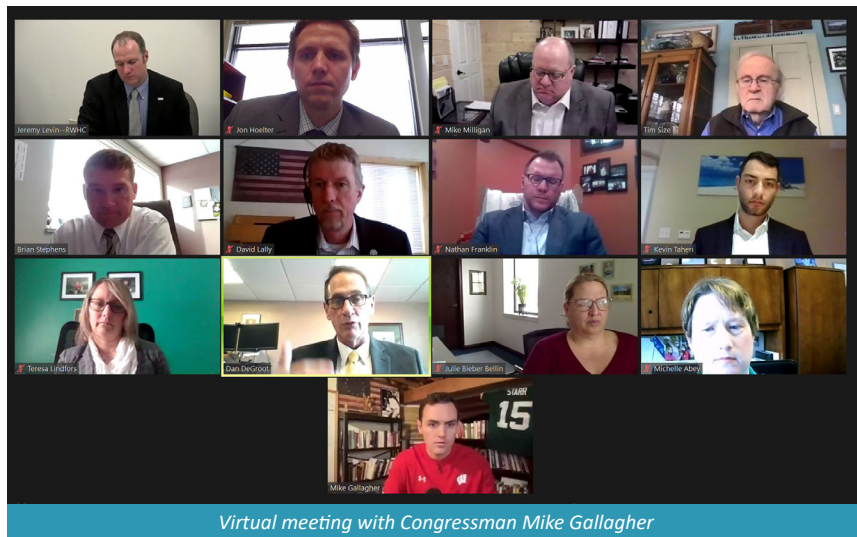 Jeremy Levin--RWHC
Jon Hoelter
Mike Milligan
Tim Size
Brian Stephens
David Lally
Nathan Franklin
Kevin Taheri
Teresa Lindfors
Dan DeGroot
Julie Bieber Bellin
Michelle Abey
STARR
15
W
Mike Gallagher
Virtual meeting with Congressman Mike Gallagher